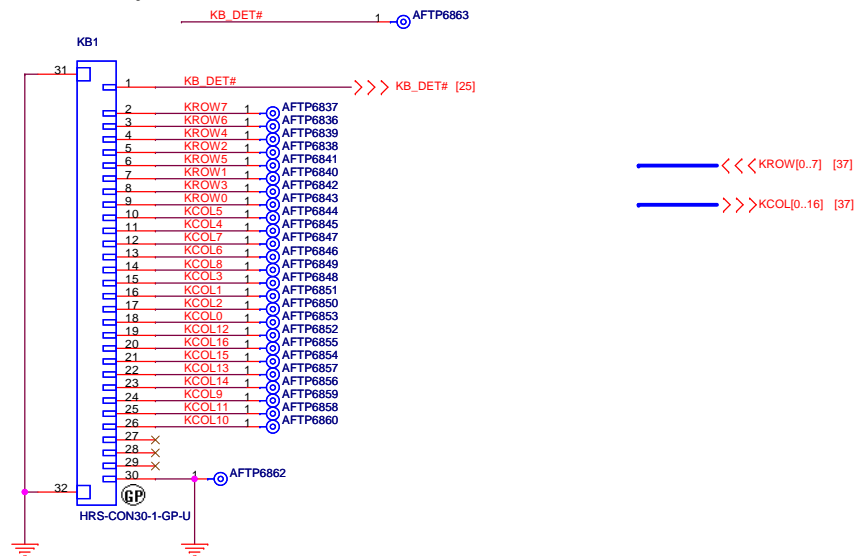 KB_DET# 1 AFTP6863
KB1
31
1 KB_DET# KB_DET# [25]
2 KROW7 1 AFTP6837
3 KROW6 1 AFTP6836
4 KROW4 1 AFTP6839
5 KROW2 1 AFTP6838
6 KROW5 1 AFTP6841
7 KROW1 1 AFTP6840
8 KROW3 1 AFTP6842
9 KROW0 1 AFTP6843
10 KCOL5 1 AFTP6844
11 KCOL4 1 AFTP6845
12 KCOL7 1 AFTP6847
13 KCOL6 1 AFTP6846
14 KCOL8 1 AFTP6849
15 KCOL3 1 AFTP6848
16 KCOL1 1 AFTP6851
17 KCOL2 1 AFTP6850
18 KCOL0 1 AFTP6853
19 KCOL12 1 AFTP6852
20 KCOL16 1 AFTP6855
21 KCOL15 1 AFTP6854
22 KCOL13 1 AFTP6857
23 KCOL14 1 AFTP6856
24 KCOL9 1 AFTP6859
25 KCOL11 1 AFTP6858
26 KCOL10 1 AFTP6860
27
28
29
30 1 AFTP6862
32
GP
HRS-CON30-1-GP-U
KROW[0..7] [37]
KCOL[0..16] [37]